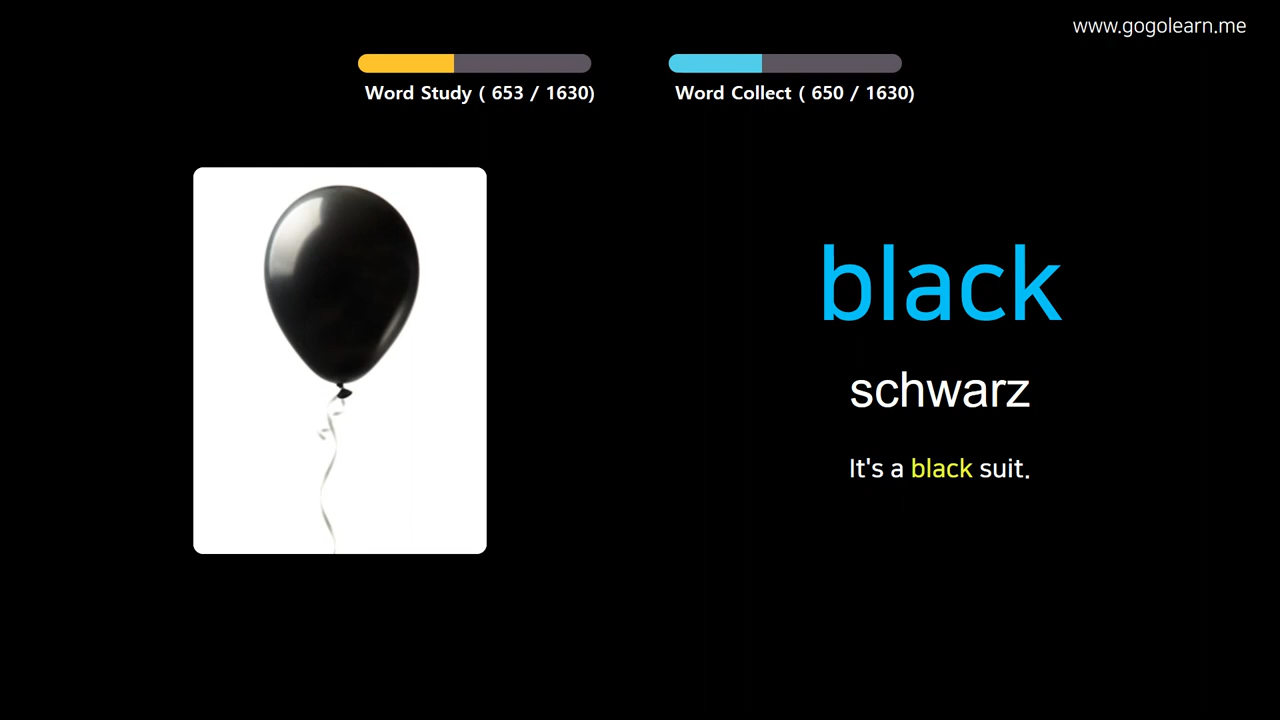 www.gogolearn.me
Word Study ( 653 / 1630)
Word Collect ( 650 / 1630)
black
schwarz
It's a black suit.